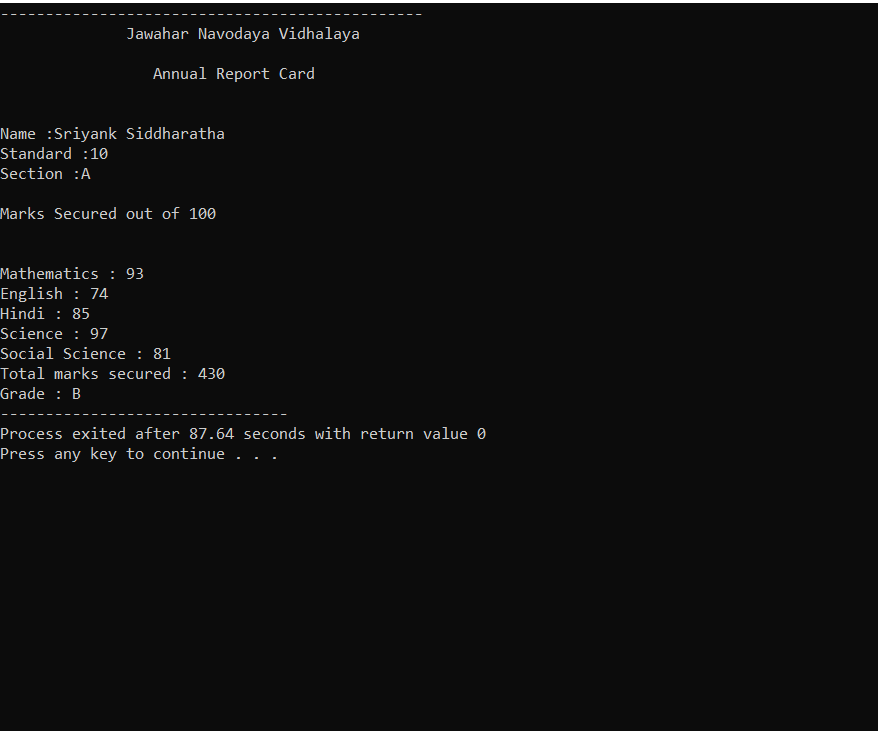 -----------------------------------------------
Jawahar Navodaya Vidhalaya
Annual Report Card
Name :Sriyank Siddharatha
Standard :10
Section :A
Marks Secured out of 100
Mathematics : 93
English : 74
Hindi : 85
Science : 97
Social Science : 81
Total marks secured : 430
Grade : B
--------------------------------
Process exited after 87.64 seconds with return value 0
Press any key to continue . . .